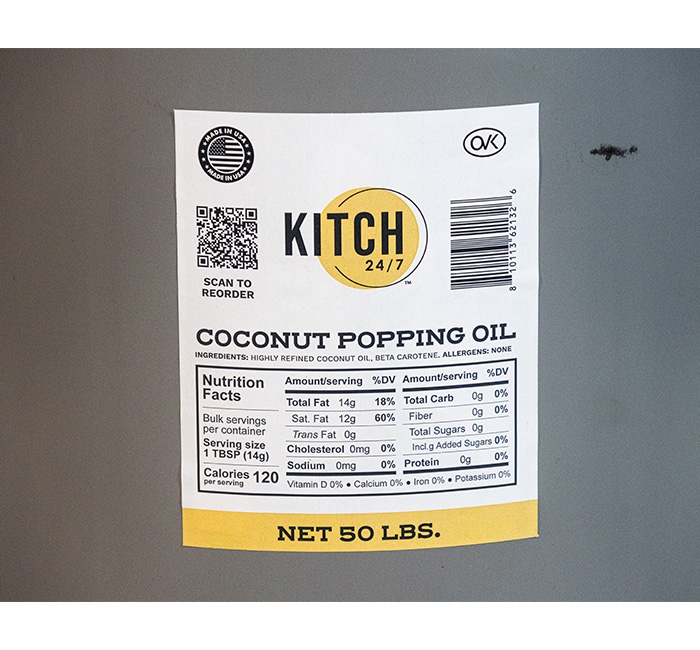 MADE IN USA
MADE IN USA
OVK
SCAN TO
REORDER
KITCH
24/7
™
8 10113 62132 6
COCONUT POPPING OIL
INGREDIENTS: HIGHLY REFINED COCONUT OIL, BETA CAROTENE. ALLERGENS: NONE
Nutrition
Facts
Bulk servings
per container
Serving size
1 TBSP (14g)
Calories 120
per serving
Amount/serving %DV
Total Fat 14g 18%
Sat. Fat 12g 60%
Trans Fat 0g
Cholesterol 0mg 0%
Sodium 0mg 0%
Amount/serving %DV
Total Carb 0g 0%
Fiber 0g 0%
Total Sugars 0g
Incl.g Added Sugars 0%
Protein 0g 0%
Vitamin D 0% ● Calcium 0% ● Iron 0% ● Potassium 0%
NET 50 LBS.